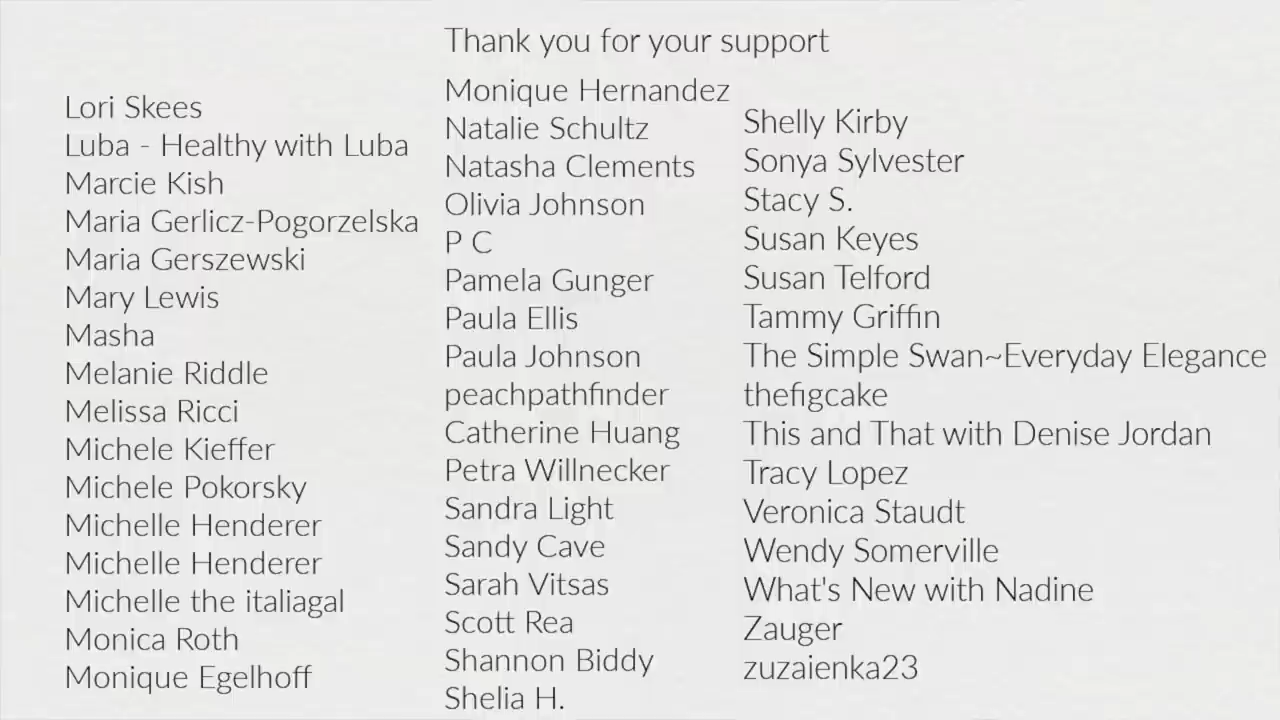 Thank you for your support
Lori Skees
Luba - Healthy with Luba
Marcie Kish
Maria Gerlicz-Pogorzelska
Maria Gerszewski
Mary Lewis
Masha
Melanie Riddle
Melissa Ricci
Michele Kieffer
Michele Pokorsky
Michelle Henderer
Michelle Henderer
Michelle the italiagal
Monica Roth
Monique Egelhoff
Monique Hernandez
Natalie Schultz
Natasha Clements
Olivia Johnson
P C
Pamela Gunger
Paula Ellis
Paula Johnson
peachpathfinder
Catherine Huang
Petra Willnecker
Sandra Light
Sandy Cave
Sarah Vitsas
Scott Rea
Shannon Biddy
Shelia H.
Shelly Kirby
Sonya Sylvester
Stacy S.
Susan Keyes
Susan Telford
Tammy Griffin
The Simple Swan~Everyday Elegance
thefigcake
This and That with Denise Jordan
Tracy Lopez
Veronica Staudt
Wendy Somerville
What's New with Nadine
Zauger
zuzaienka23